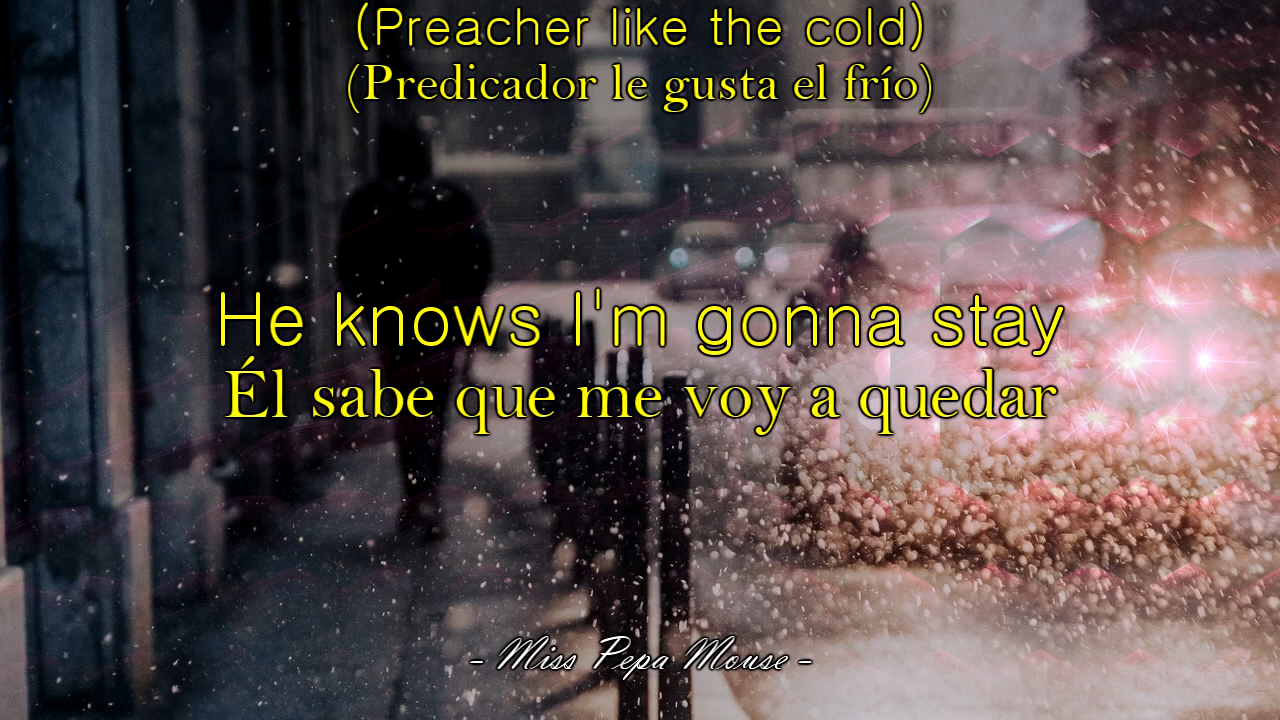 (Preacher like the cold)
(Predicador le gusta el frío)
He knows I'm gonna stay
Él sabe que me voy a quedar
- Miss Pepa Mouse -